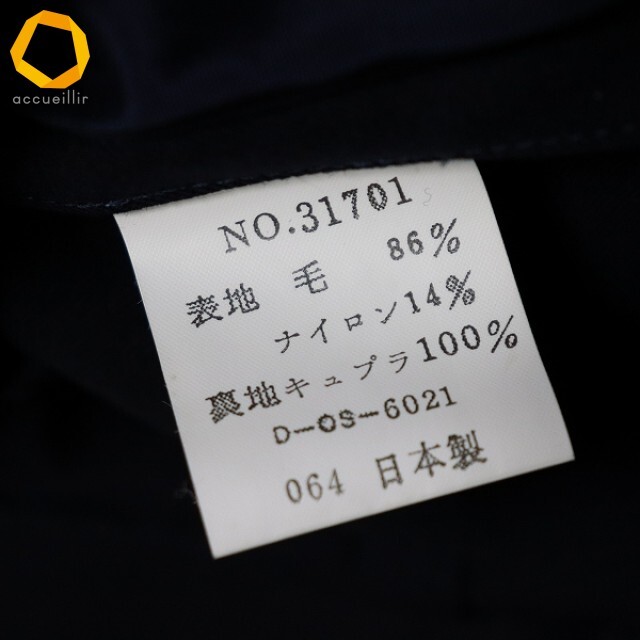 accueillir
NO.31701
表地 毛 86%
ナイロン14%
裏地キュプラ100%
D-OS-6021
064 日本製